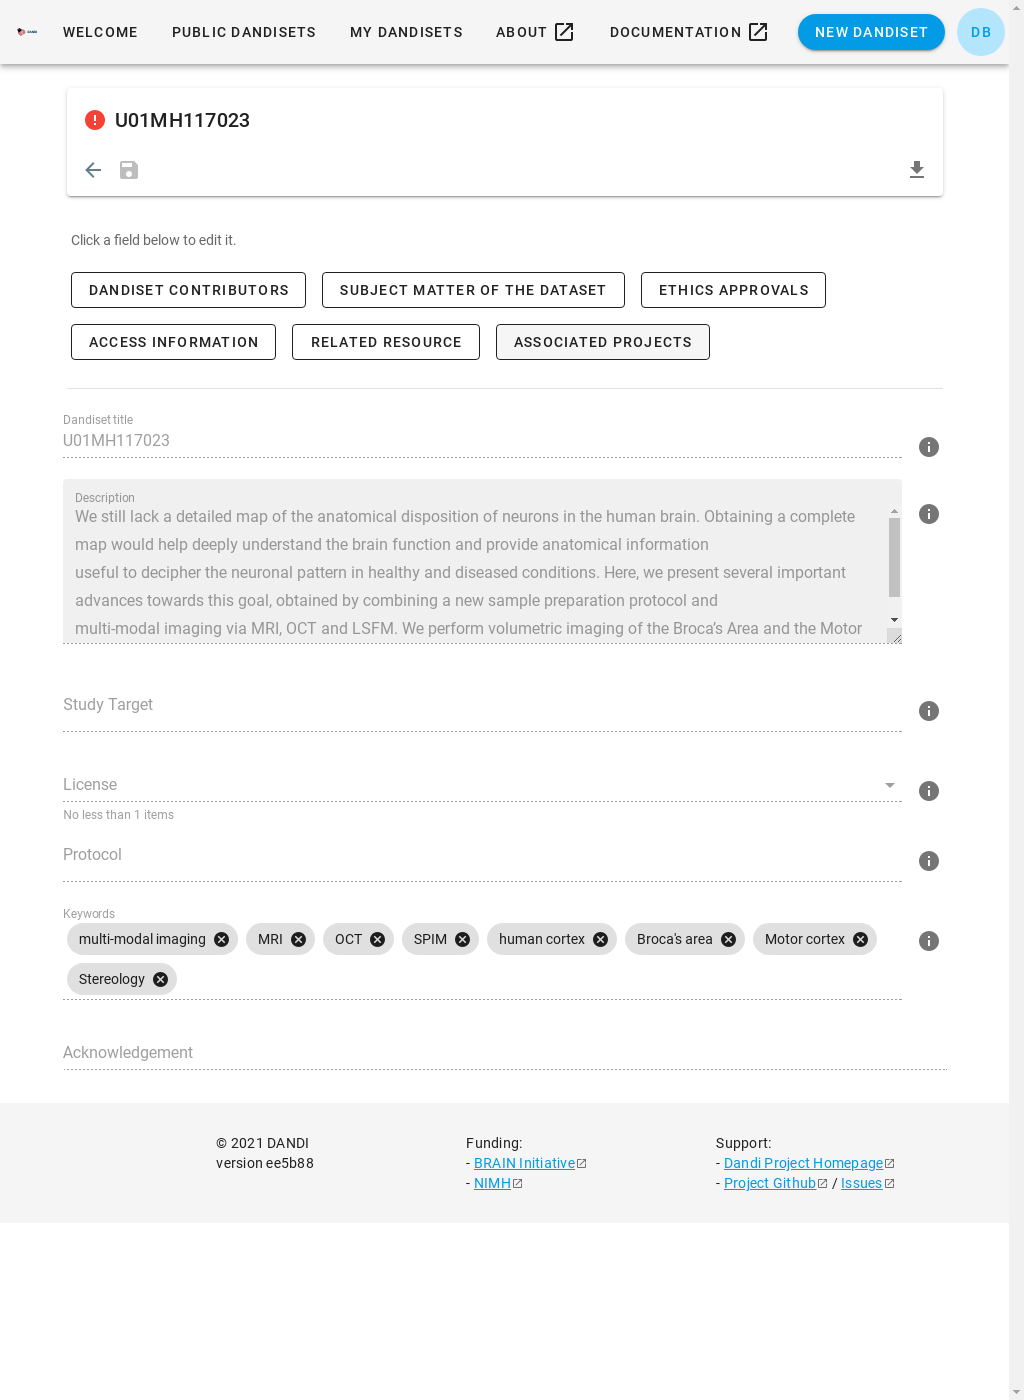 WELCOME PUBLIC DANDISETS MY DANDISETS ABOUT DOCUMENTATION NEW DANDISET DB
U01MH117023
Click a field below to edit it.
DANDISET CONTRIBUTORS SUBJECT MATTER OF THE DATASET ETHICS APPROVALS
ACCESS INFORMATION RELATED RESOURCE ASSOCIATED PROJECTS
Dandiset title
U01MH117023
Description
We still lack a detailed map of the anatomical disposition of neurons in the human brain. Obtaining a complete
map would help deeply understand the brain function and provide anatomical information
useful to decipher the neuronal pattern in healthy and diseased conditions. Here, we present several important
advances towards this goal, obtained by combining a new sample preparation protocol and
multi-modal imaging via MRI, OCT and LSFM. We perform volumetric imaging of the Broca’s Area and the Motor
Study Target
License
No less than 1 items
Protocol
Keywords
multi-modal imaging MRI OCT SPIM human cortex Broca's area Motor cortex
Stereology
Acknowledgement
© 2021 DANDI
version ee5b88
Funding:
- BRAIN Initiative
- NIMH
Support:
- Dandi Project Homepage
- Project Github / Issues